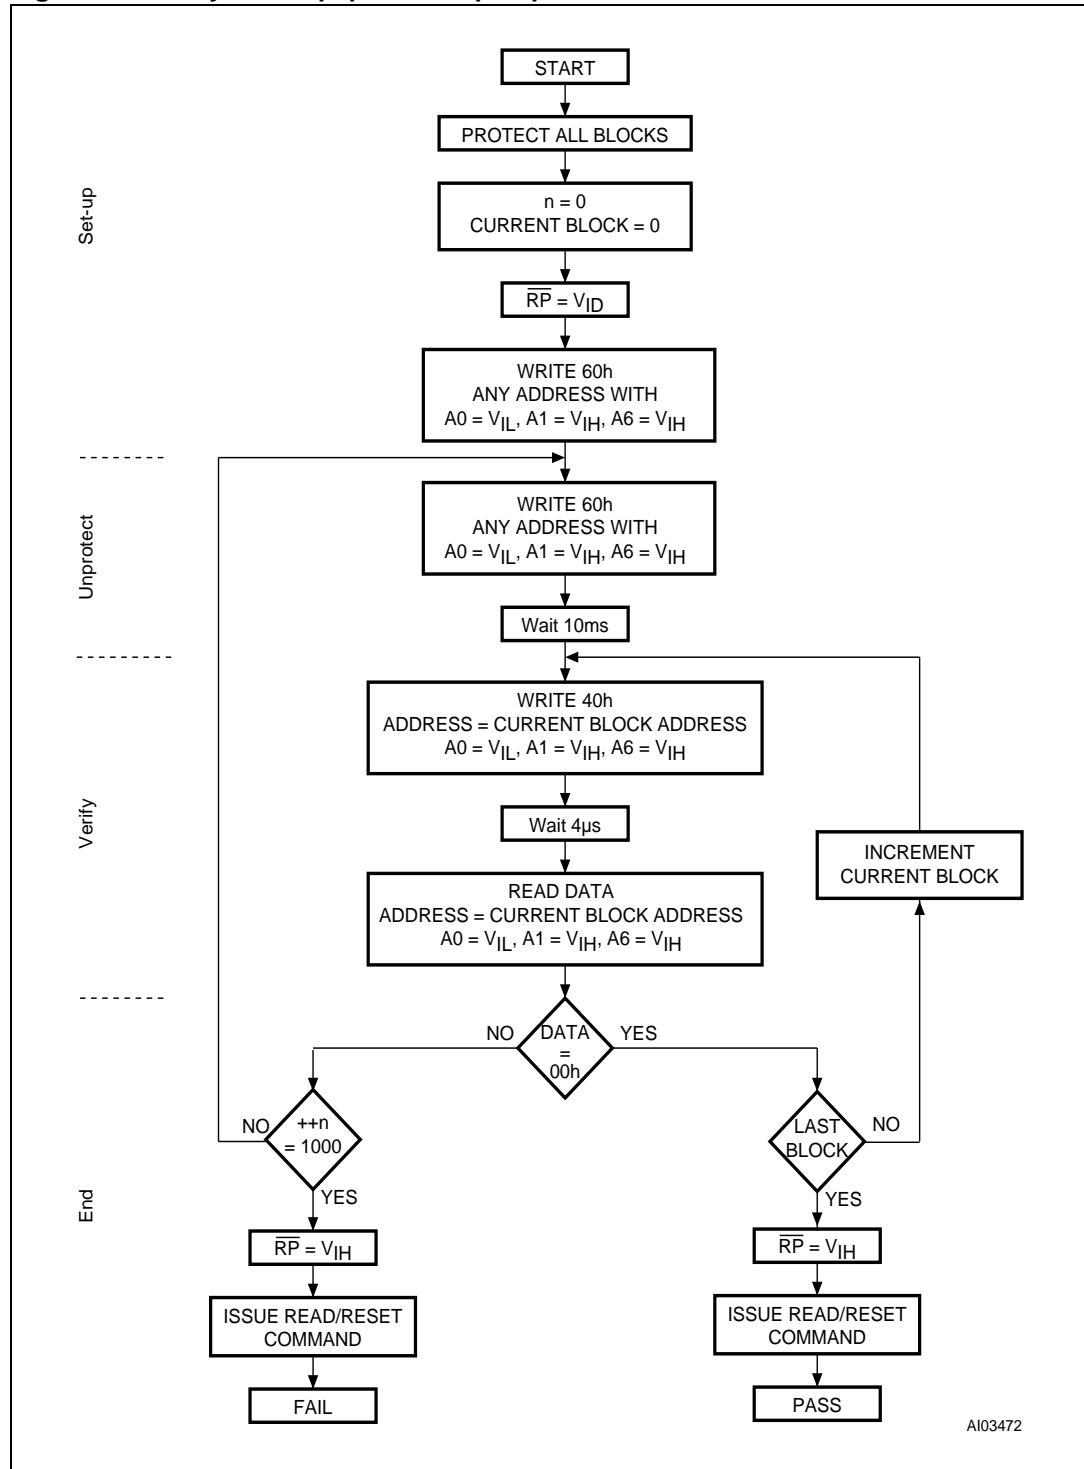 START
PROTECT ALL BLOCKS
n = 0
CURRENT BLOCK = 0
Set-up
RP = VID
WRITE 60h
ANY ADDRESS WITH
A0 = VIL, A1 = VIH, A6 = VIH
WRITE 60h
ANY ADDRESS WITH
A0 = VIL, A1 = VIH, A6 = VIH
Unprotect
Wait 10ms
WRITE 40h
ADDRESS = CURRENT BLOCK ADDRESS
A0 = VIL, A1 = VIH, A6 = VIH
Verify
Wait 4µs
INCREMENT
CURRENT BLOCK
READ DATA
ADDRESS = CURRENT BLOCK ADDRESS
A0 = VIL, A1 = VIH, A6 = VIH
NO
DATA
=
00h
YES
NO
++n
= 1000
YES
LAST
BLOCK
NO
YES
End
RP = VIH
RP = VIH
ISSUE READ/RESET
COMMAND
ISSUE READ/RESET
COMMAND
FAIL
PASS
AI03472